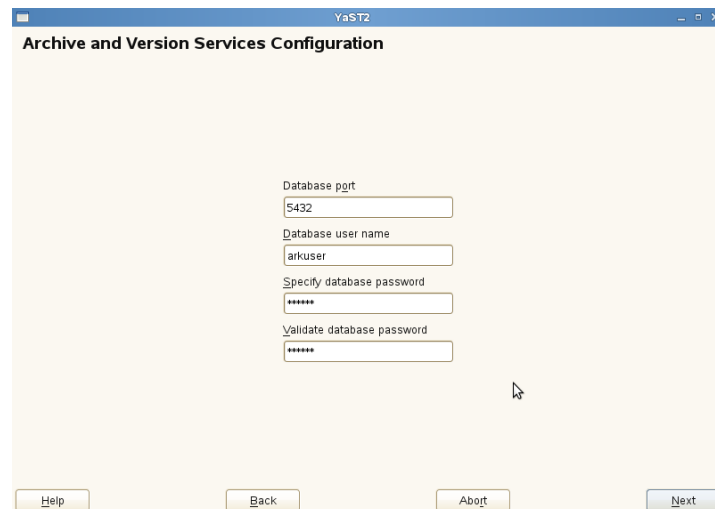 YaST2
Archive and Version Services Configuration
Database port
5432
Database user name
arkuser
Specify database password
******
Validate database password
******
Help Back Abort Next